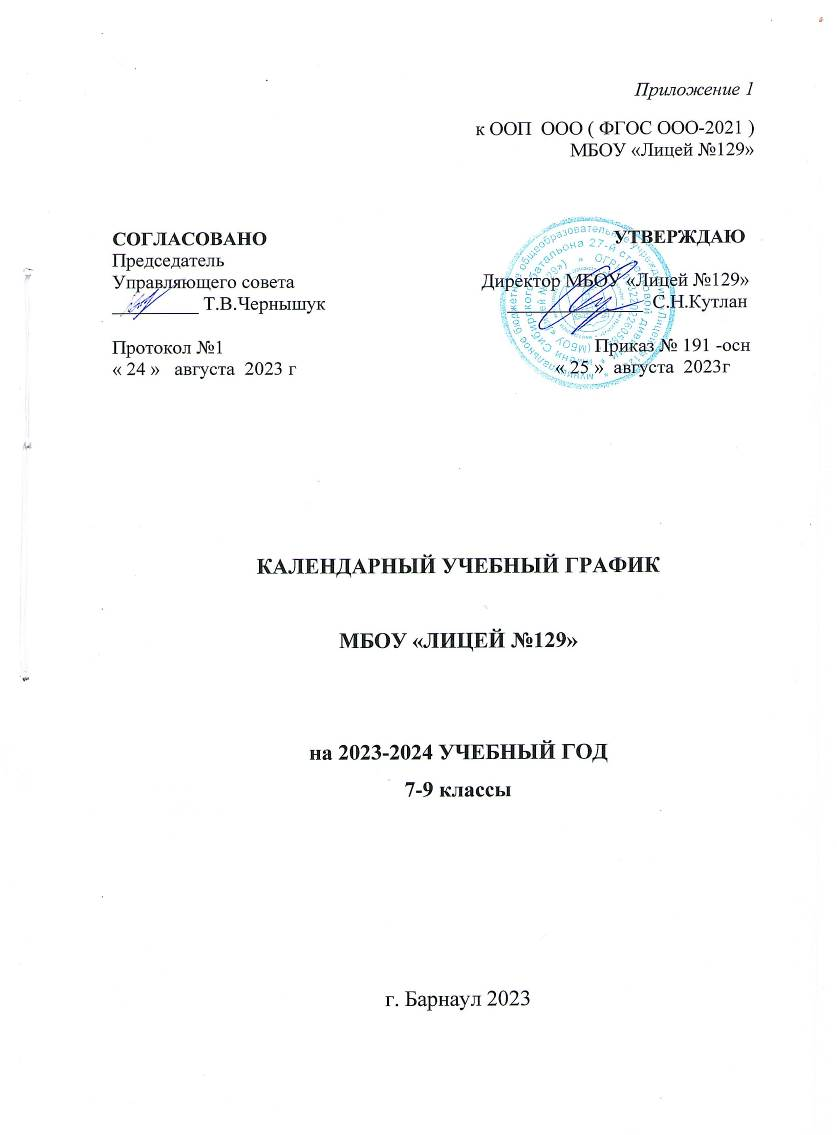 Приложение 1
к ООП ООО ( ФГОС ООО-2021 )
МБОУ «Лицей №129»
СОГЛАСОВАНО
Председатель
Управляющего совета
_________ Т.В.Чернышук
Протокол №1
« 24 » августа 2023 г
УТВЕРЖДАЮ
Директор МБОУ «Лицей №129»
С.Н.Кутлан
Приказ № 191 -осн
« 25 » августа 2023г
КАЛЕНДАРНЫЙ УЧЕБНЫЙ ГРАФИК
МБОУ «ЛИЦЕЙ №129»
на 2023-2024 УЧЕБНЫЙ ГОД
7-9 классы
г. Барнаул 2023